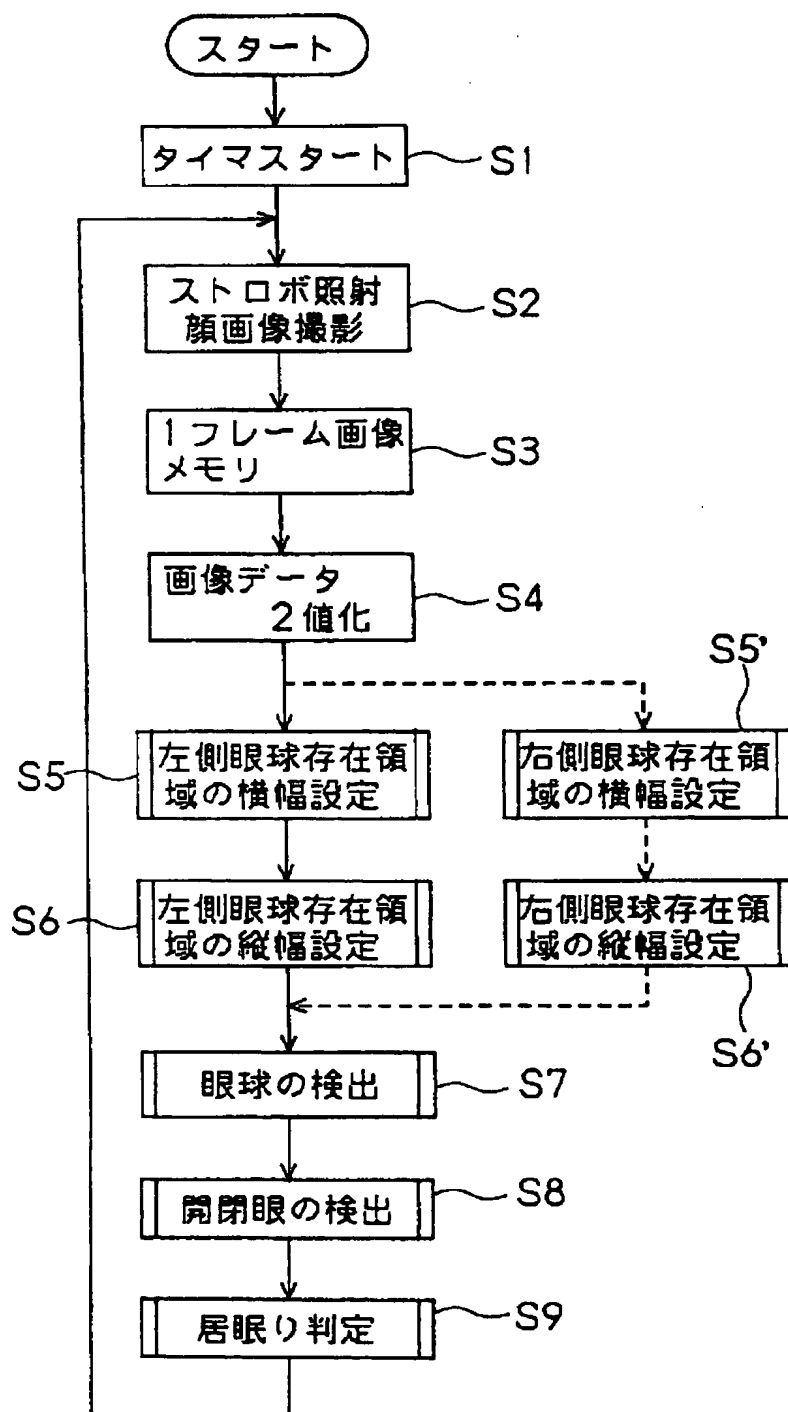 スタート
タイマスタート
S1
ストロボ照射
顔画像撮影
S2
1フレーム画像
メモリ
S3
画像データ
2値化
S4
S5'
S5
左側眼球存在領
域の横幅設定
右側眼球存在領
域の横幅設定
S6
左側眼球存在領
域の縦幅設定
右側眼球存在領
域の縦幅設定
S6'
眼球の検出
S7
開閉眼の検出
S8
居眠り判定
S9